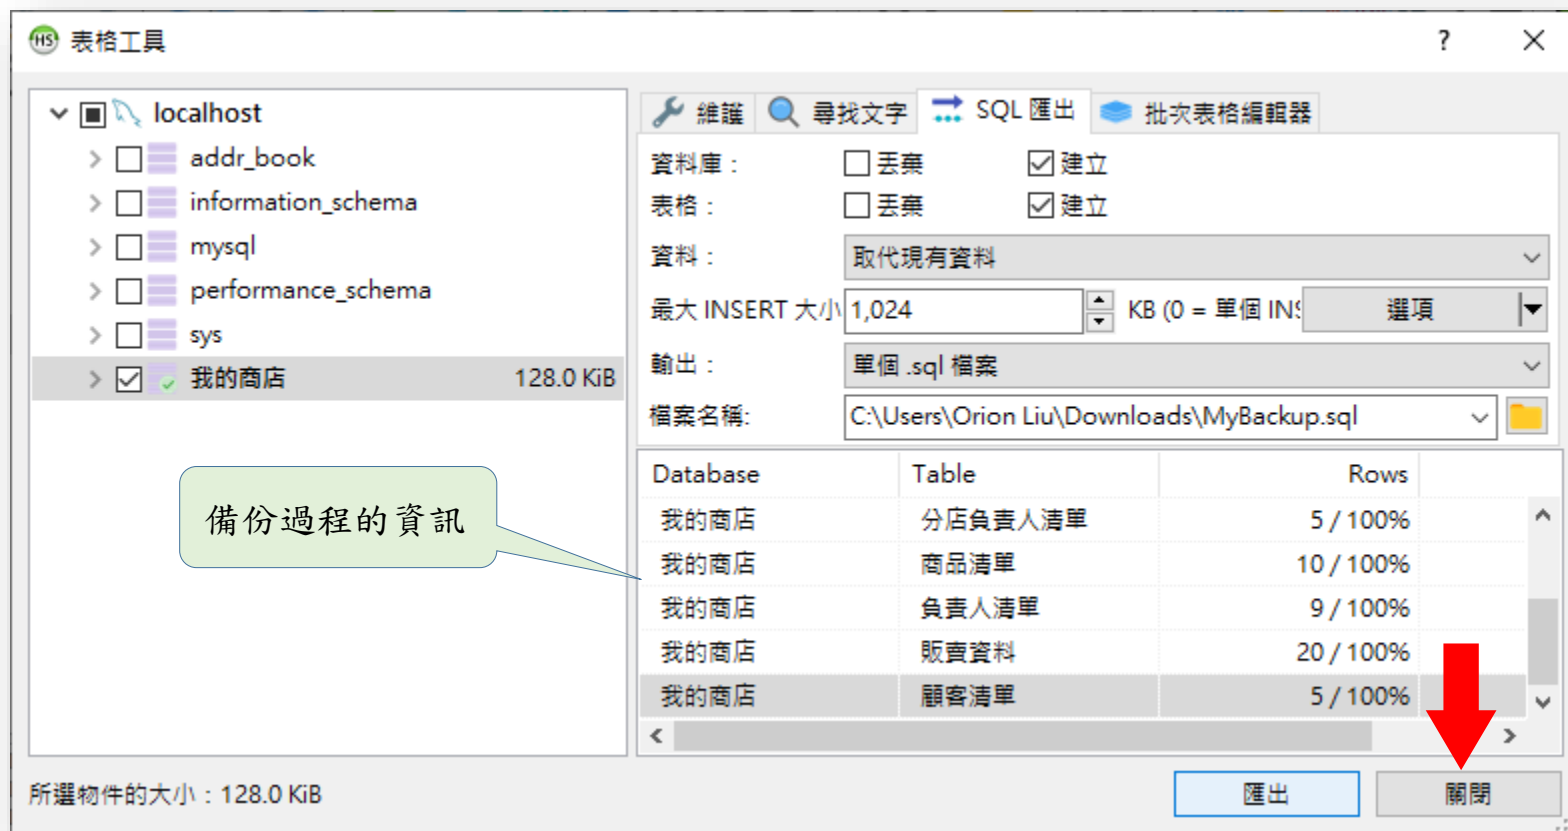 HS 表格工具 ?
localhost
addr_book
information_schema
mysql
performance_schema
sys
我的商店 128.0 KiB
備份過程的資訊
維護 尋找文字 SQL 匯出 批次表格編輯器
資料庫： 丟棄 建立
表格： 丟棄 建立
資料： 取代現有資料
最大 INSERT 大小 1,024 KB (0 = 單個 INS 選項
輸出： 單個 .sql 檔案
檔案名稱: C:\Users\Orion Liu\Downloads\MyBackup.sql
Database Table Rows
我的商店 分店負責人清單 5 / 100%
我的商店 商品清單 10 / 100%
我的商店 負責人清單 9 / 100%
我的商店 販賣資料 20 / 100%
我的商店 顧客清單 5 / 100%
所選物件的大小：128.0 KiB 匯出 關閉